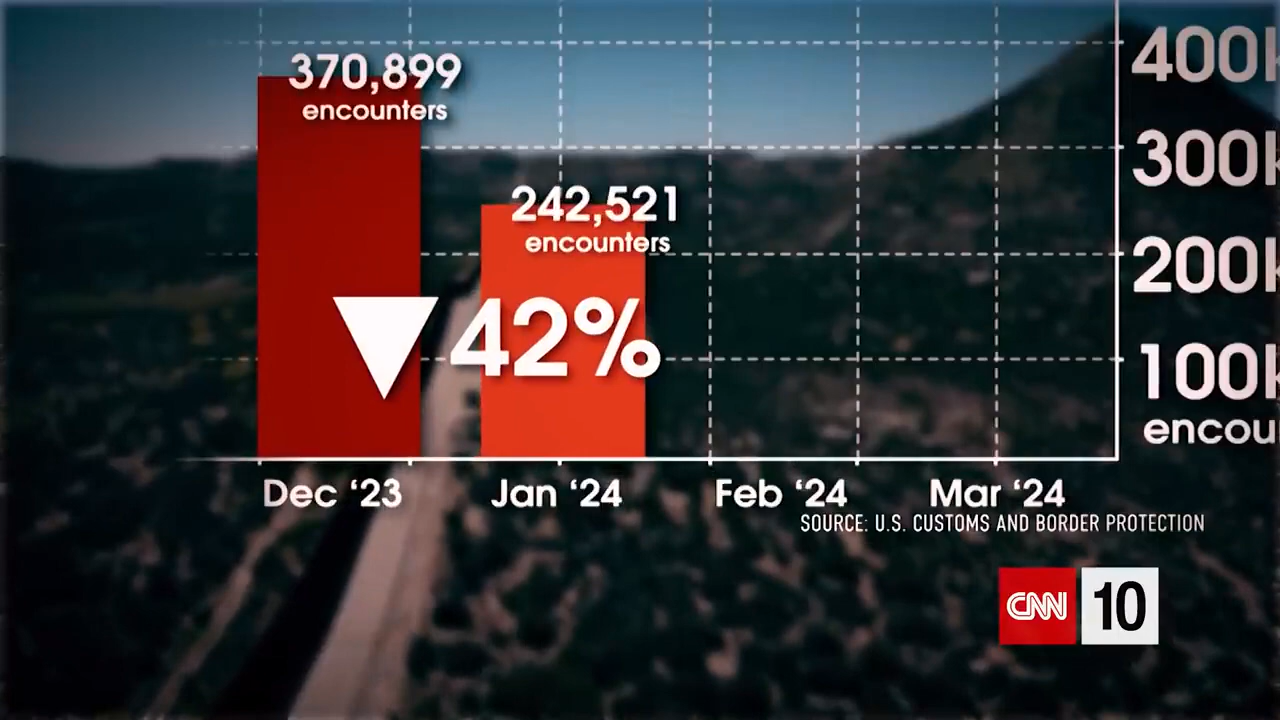 370,899
encounters
242,521
encounters
42%
400k
300k
200k
100k
encou
Dec ‘23
Jan ‘24
Feb ‘24
Mar ‘24
SOURCE: U.S. CUSTOMS AND BORDER PROTECTION
CNN 10